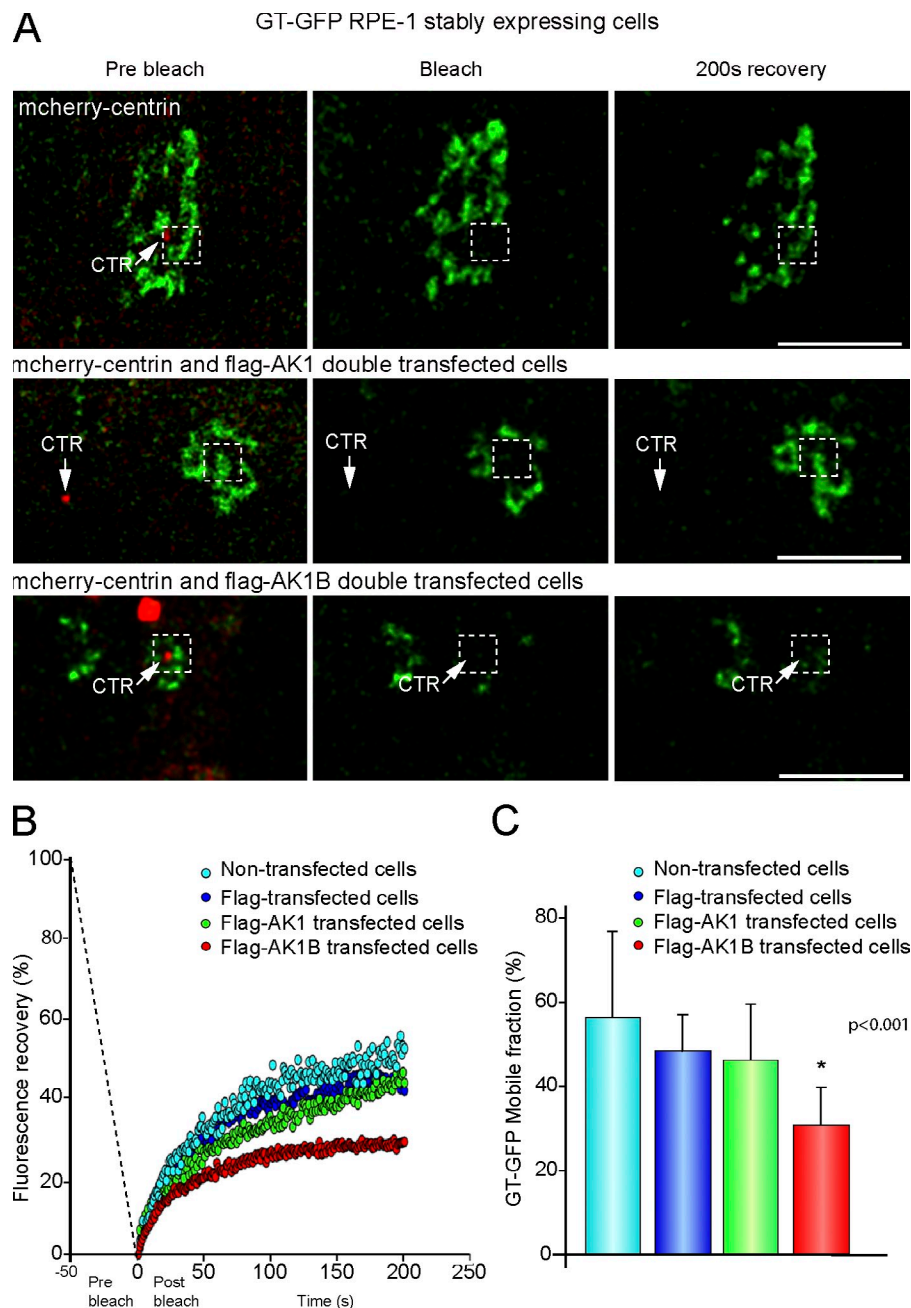 A
GT-GFP RPE-1 stably expressing cells
Pre bleach
Bleach
200s recovery
mcherry-centrin
CTR
mcherry-centrin and flag-AK1 double transfected cells
CTR
CTR
CTR
mcherry-centrin and flag-AK1B double transfected cells
CTR
CTR
CTR
B
100
80
60
40
20
0
Fluorescence recovery (%)
Non-transfected cells
Flag-transfected cells
Flag-AK1 transfected cells
Flag-AK1B transfected cells
-50
0
50
100
150
200
250
Pre
bleach
Post
bleach
Time (s)
C
Non-transfected cells
Flag-transfected cells
Flag-AK1 transfected cells
Flag-AK1B transfected cells
80
60
40
20
0
GT-GFP Mobile fraction (%)
p<0.001
*